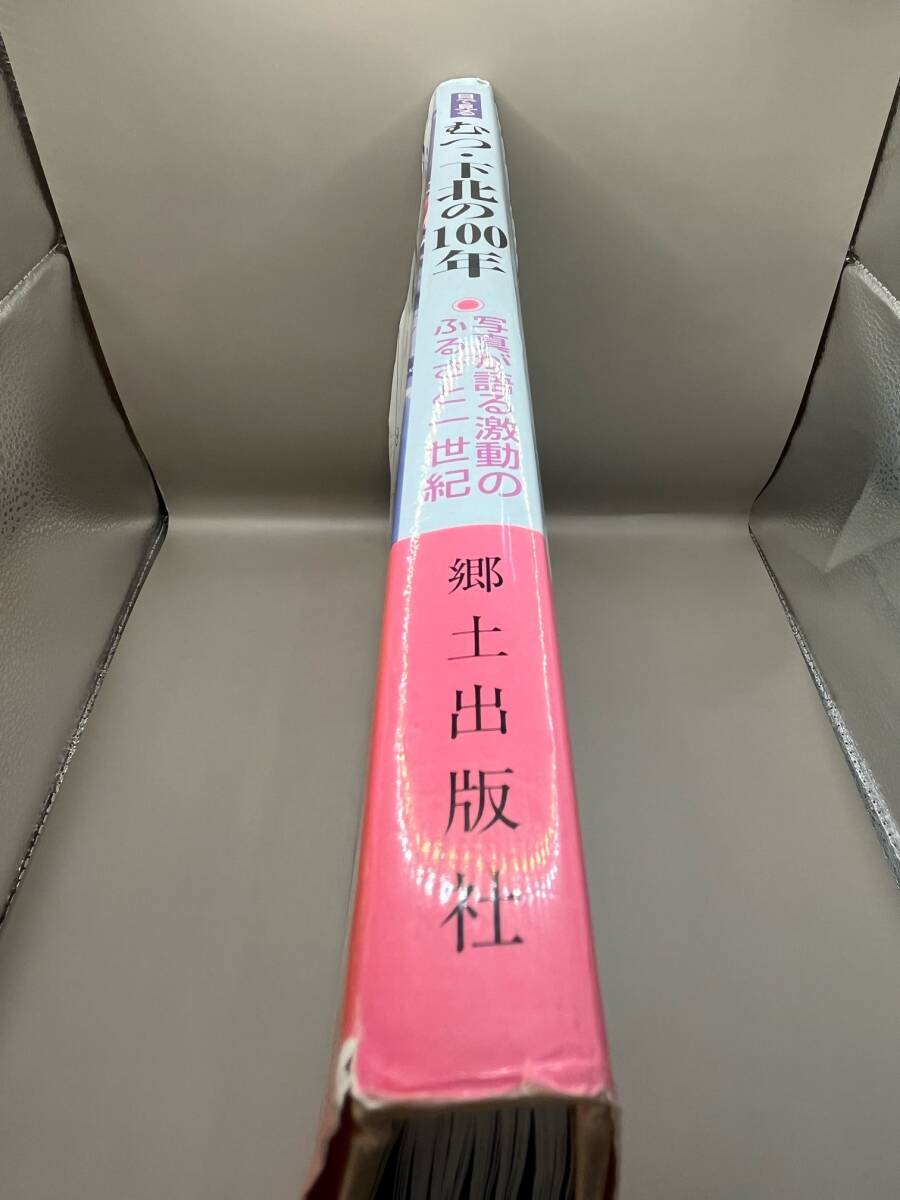 目で見る
むつ・下北の100年
写真が語る激動の
ふるさと一世紀
郷土出版社